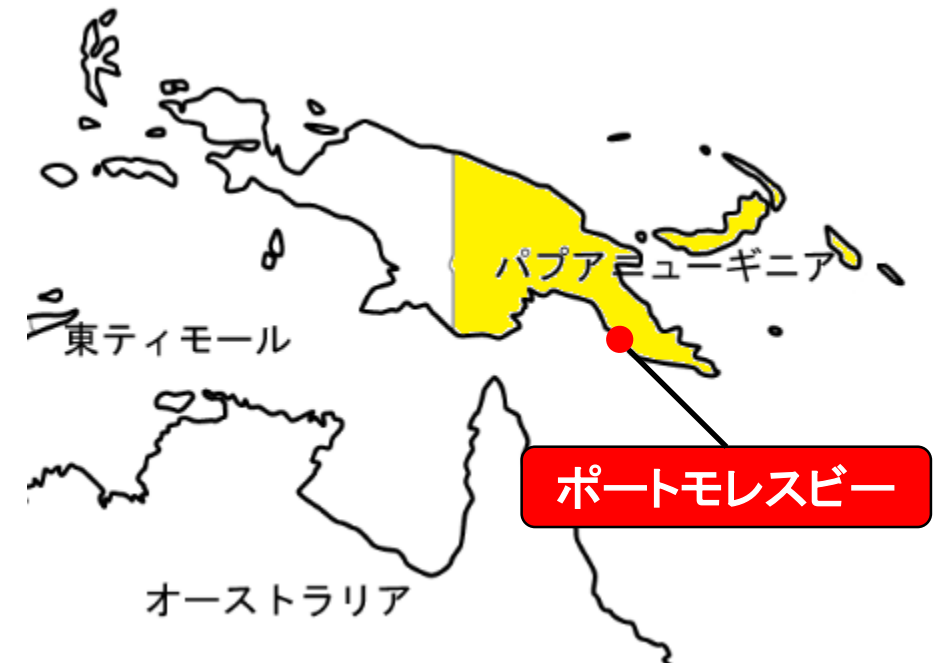 パプアニューギニア
東ティモール
ポートモレスビー
オーストラリア